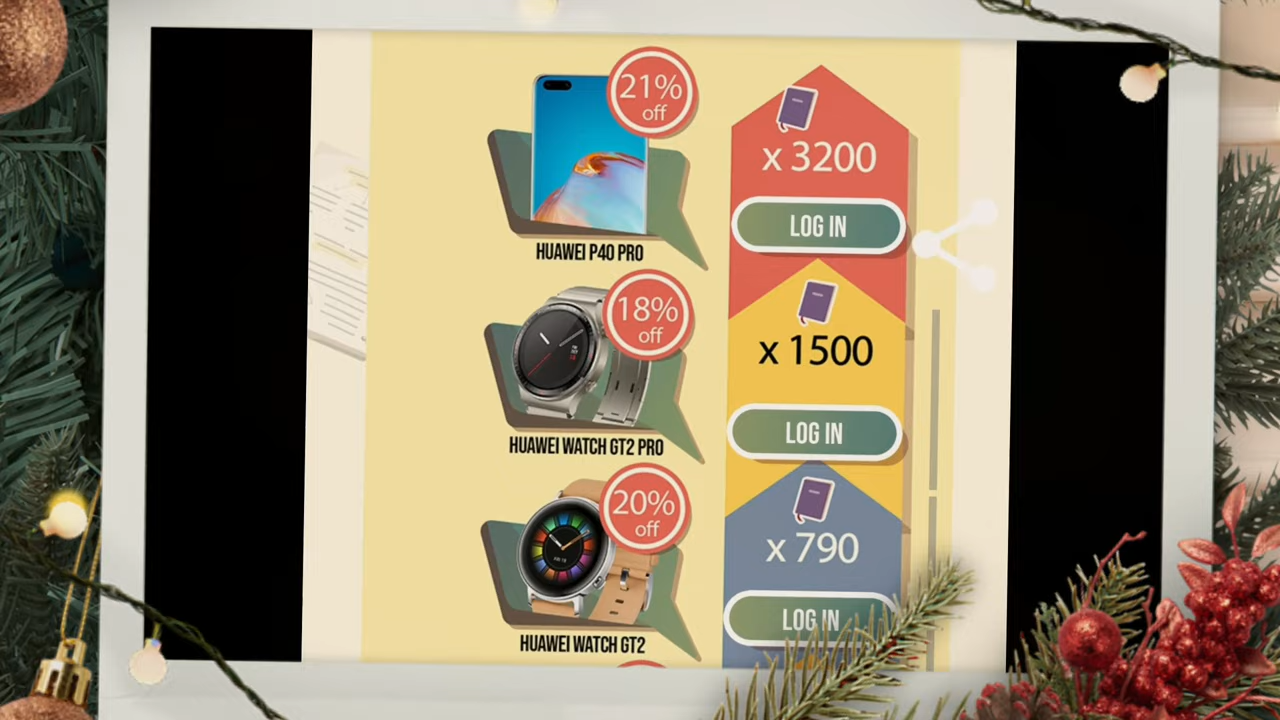 21%
off
x 3200
LOG IN
HUAWEI P40 PRO
18%
off
x 1500
LOG IN
HUAWEI WATCH GT2 PRO
20%
off
x 790
LOG IN
HUAWEI WATCH GT2